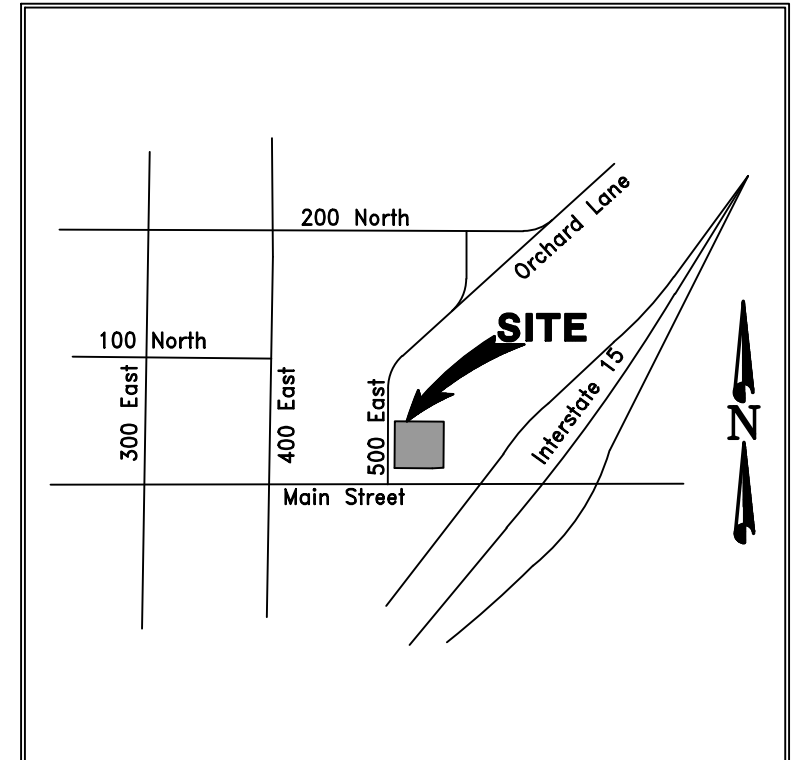 200 North
Orchard Lane
SITE
100 North
Interstate 15
300 East
400 East
500 East
N
Main Street